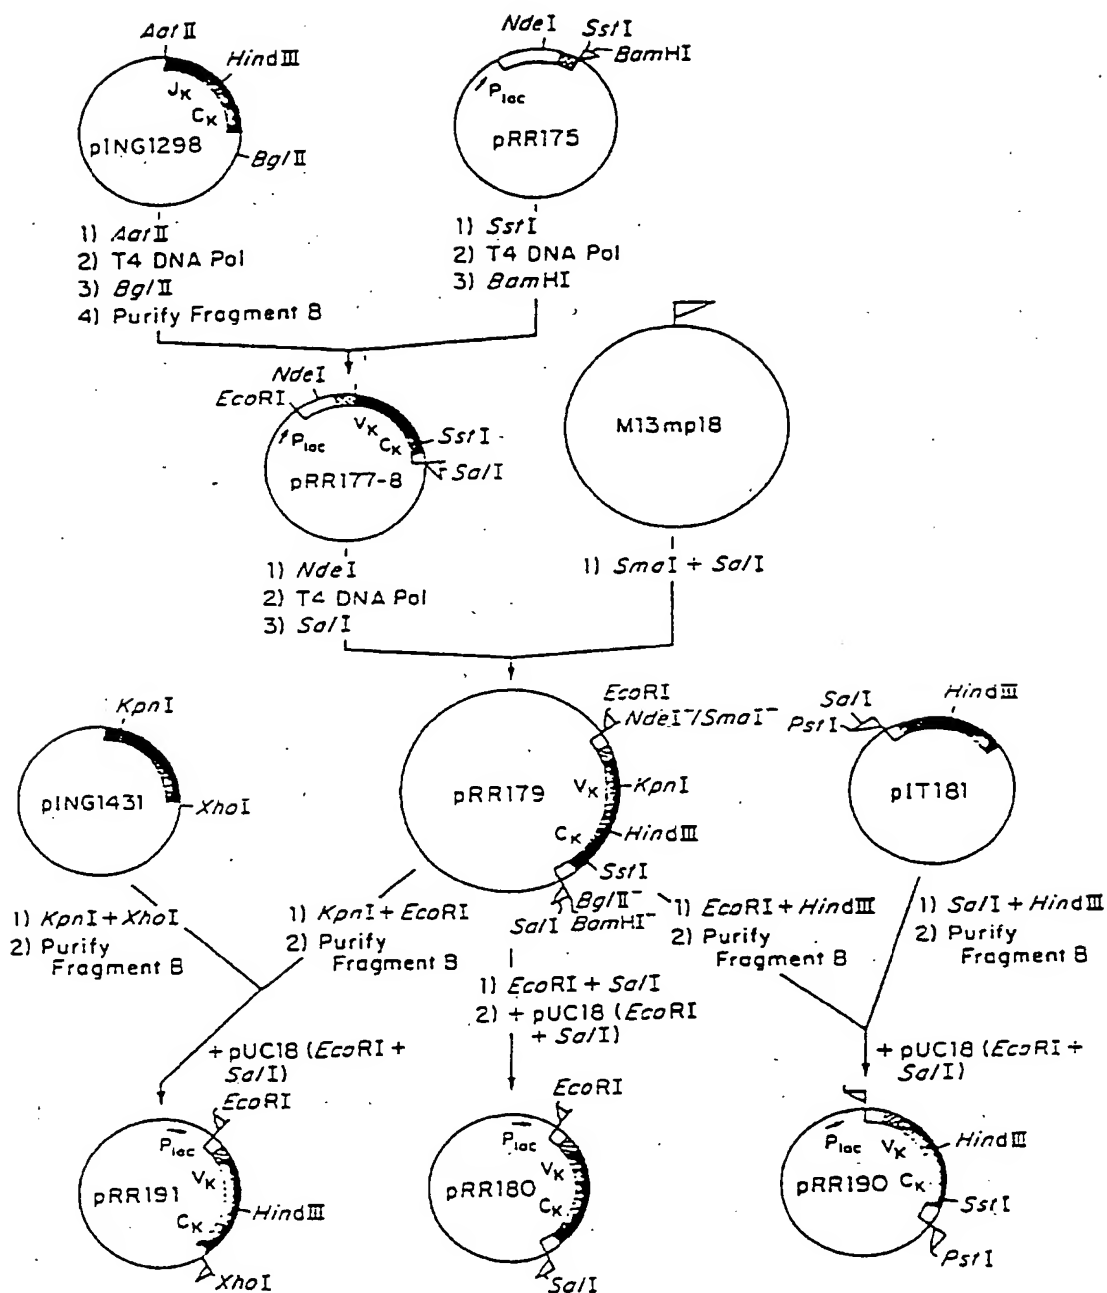 AatII
HindIII
JK
CK
pING1298
BglII
1) AatII
2) T4 DNA Pol
3) BglII
4) Purify Fragment B
NdeI
SstI
BamHI
Plac
pRR175
1) SstI
2) T4 DNA Pol
3) BamHI
NdeI
EcoRI
Plac
VK
CK
SstI
SalI
pRR177-8
1) NdeI
2) T4 DNA Pol
3) SalI
M13mp18
1) SmaI + SalI
KpnI
pING1431
XhoI
1) KpnI+XhoI
2) Purify
Fragment B
EcoRI
NdeI⁻/SmaI⁻
pRR179
VK
KpnI
CK
HindIII
SstI
BglII⁻
SalI BamHI⁻
SalI
PstI
HindIII
pIT181
1) KpnI+EcoRI
2) Purify
Fragment B
1) EcoRI + SalI
2) + pUC18 (EcoRI
+ SalI)
1) EcoRI + HindIII
2) Purify
Fragment B
1) SalI + HindIII
2) Purify
Fragment B
+ pUC18 (EcoRI +
SalI)
EcoRI
Plac
VK
pRR191
CK
HindIII
XhoI
EcoRI
Plac
VK
pRR180
CK
SalI
+ pUC18 (EcoRI +
SalI)
Plac
VK
HindIII
pRR190
CK
SstI
PstI